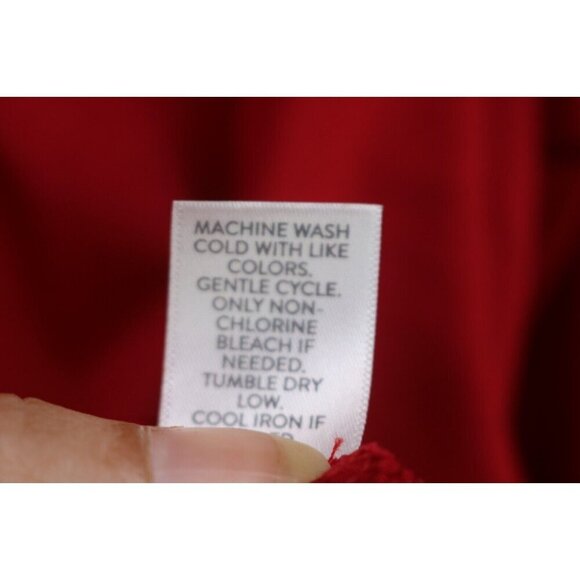 MACHINE WASH
COLD WITH LIKE
COLORS.
GENTLE CYCLE.
ONLY NON-
CHLORINE
BLEACH IF
NEEDED.
TUMBLE DRY
LOW.
COOL IRON IF